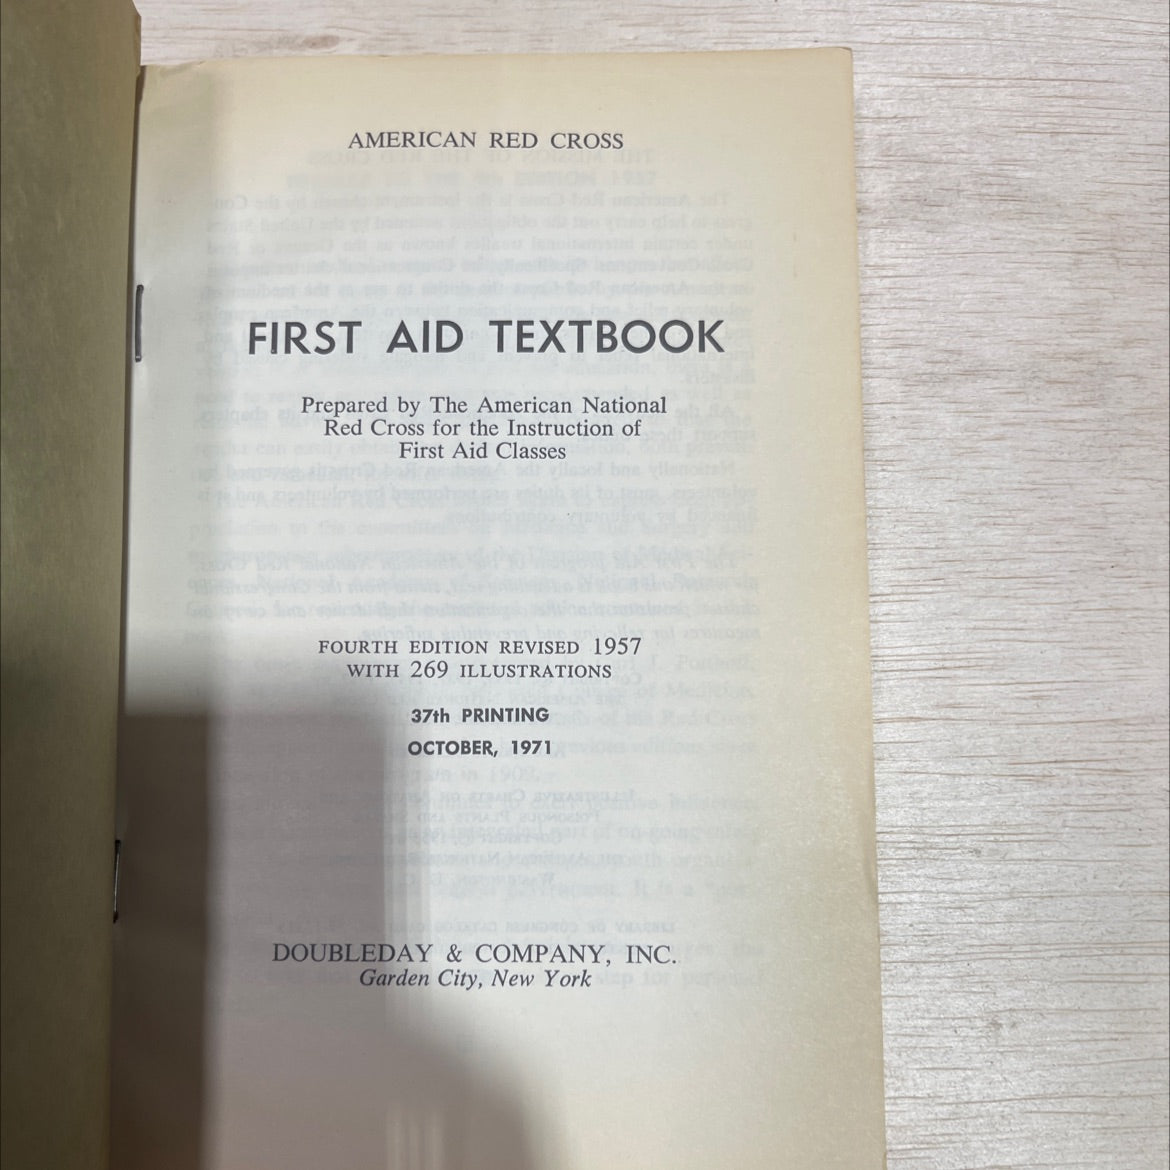 AMERICAN RED CROSS
FIRST AID TEXTBOOK
Prepared by The American National
Red Cross for the Instruction of
First Aid Classes
FOURTH EDITION REVISED 1957
WITH 269 ILLUSTRATIONS
37th PRINTING
OCTOBER, 1971
DOUBLEDAY & COMPANY, INC.
Garden City, New York